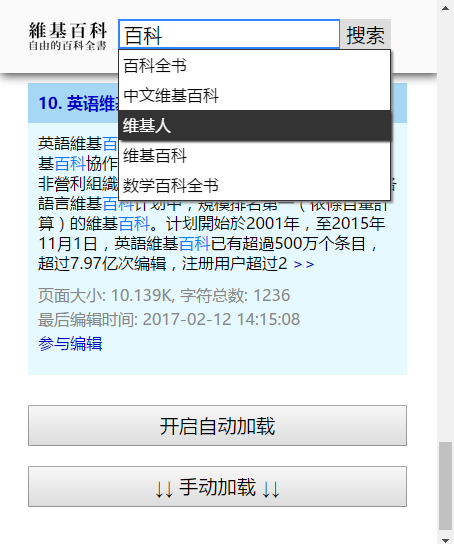 維基百科
自由的百科全書
百科
搜索
百科全书
中文維基百科
维基人
维基百科
数学百科全书
10. 英语維
英語維基
基百科協作
非營利組織
語言維基百科计划中，規模排名第一（依條目量計
算）的維基百科。计划開始於2001年，至2015年
11月1日，英語維基百科已有超過500万个条目，
超过7.97亿次编辑，注册用户超过2 >>
页面大小: 10.139K, 字符总数: 1236
最后编辑时间: 2017-02-12 14:15:08
参与编辑
开启自动加载
↓↓ 手动加载 ↓↓